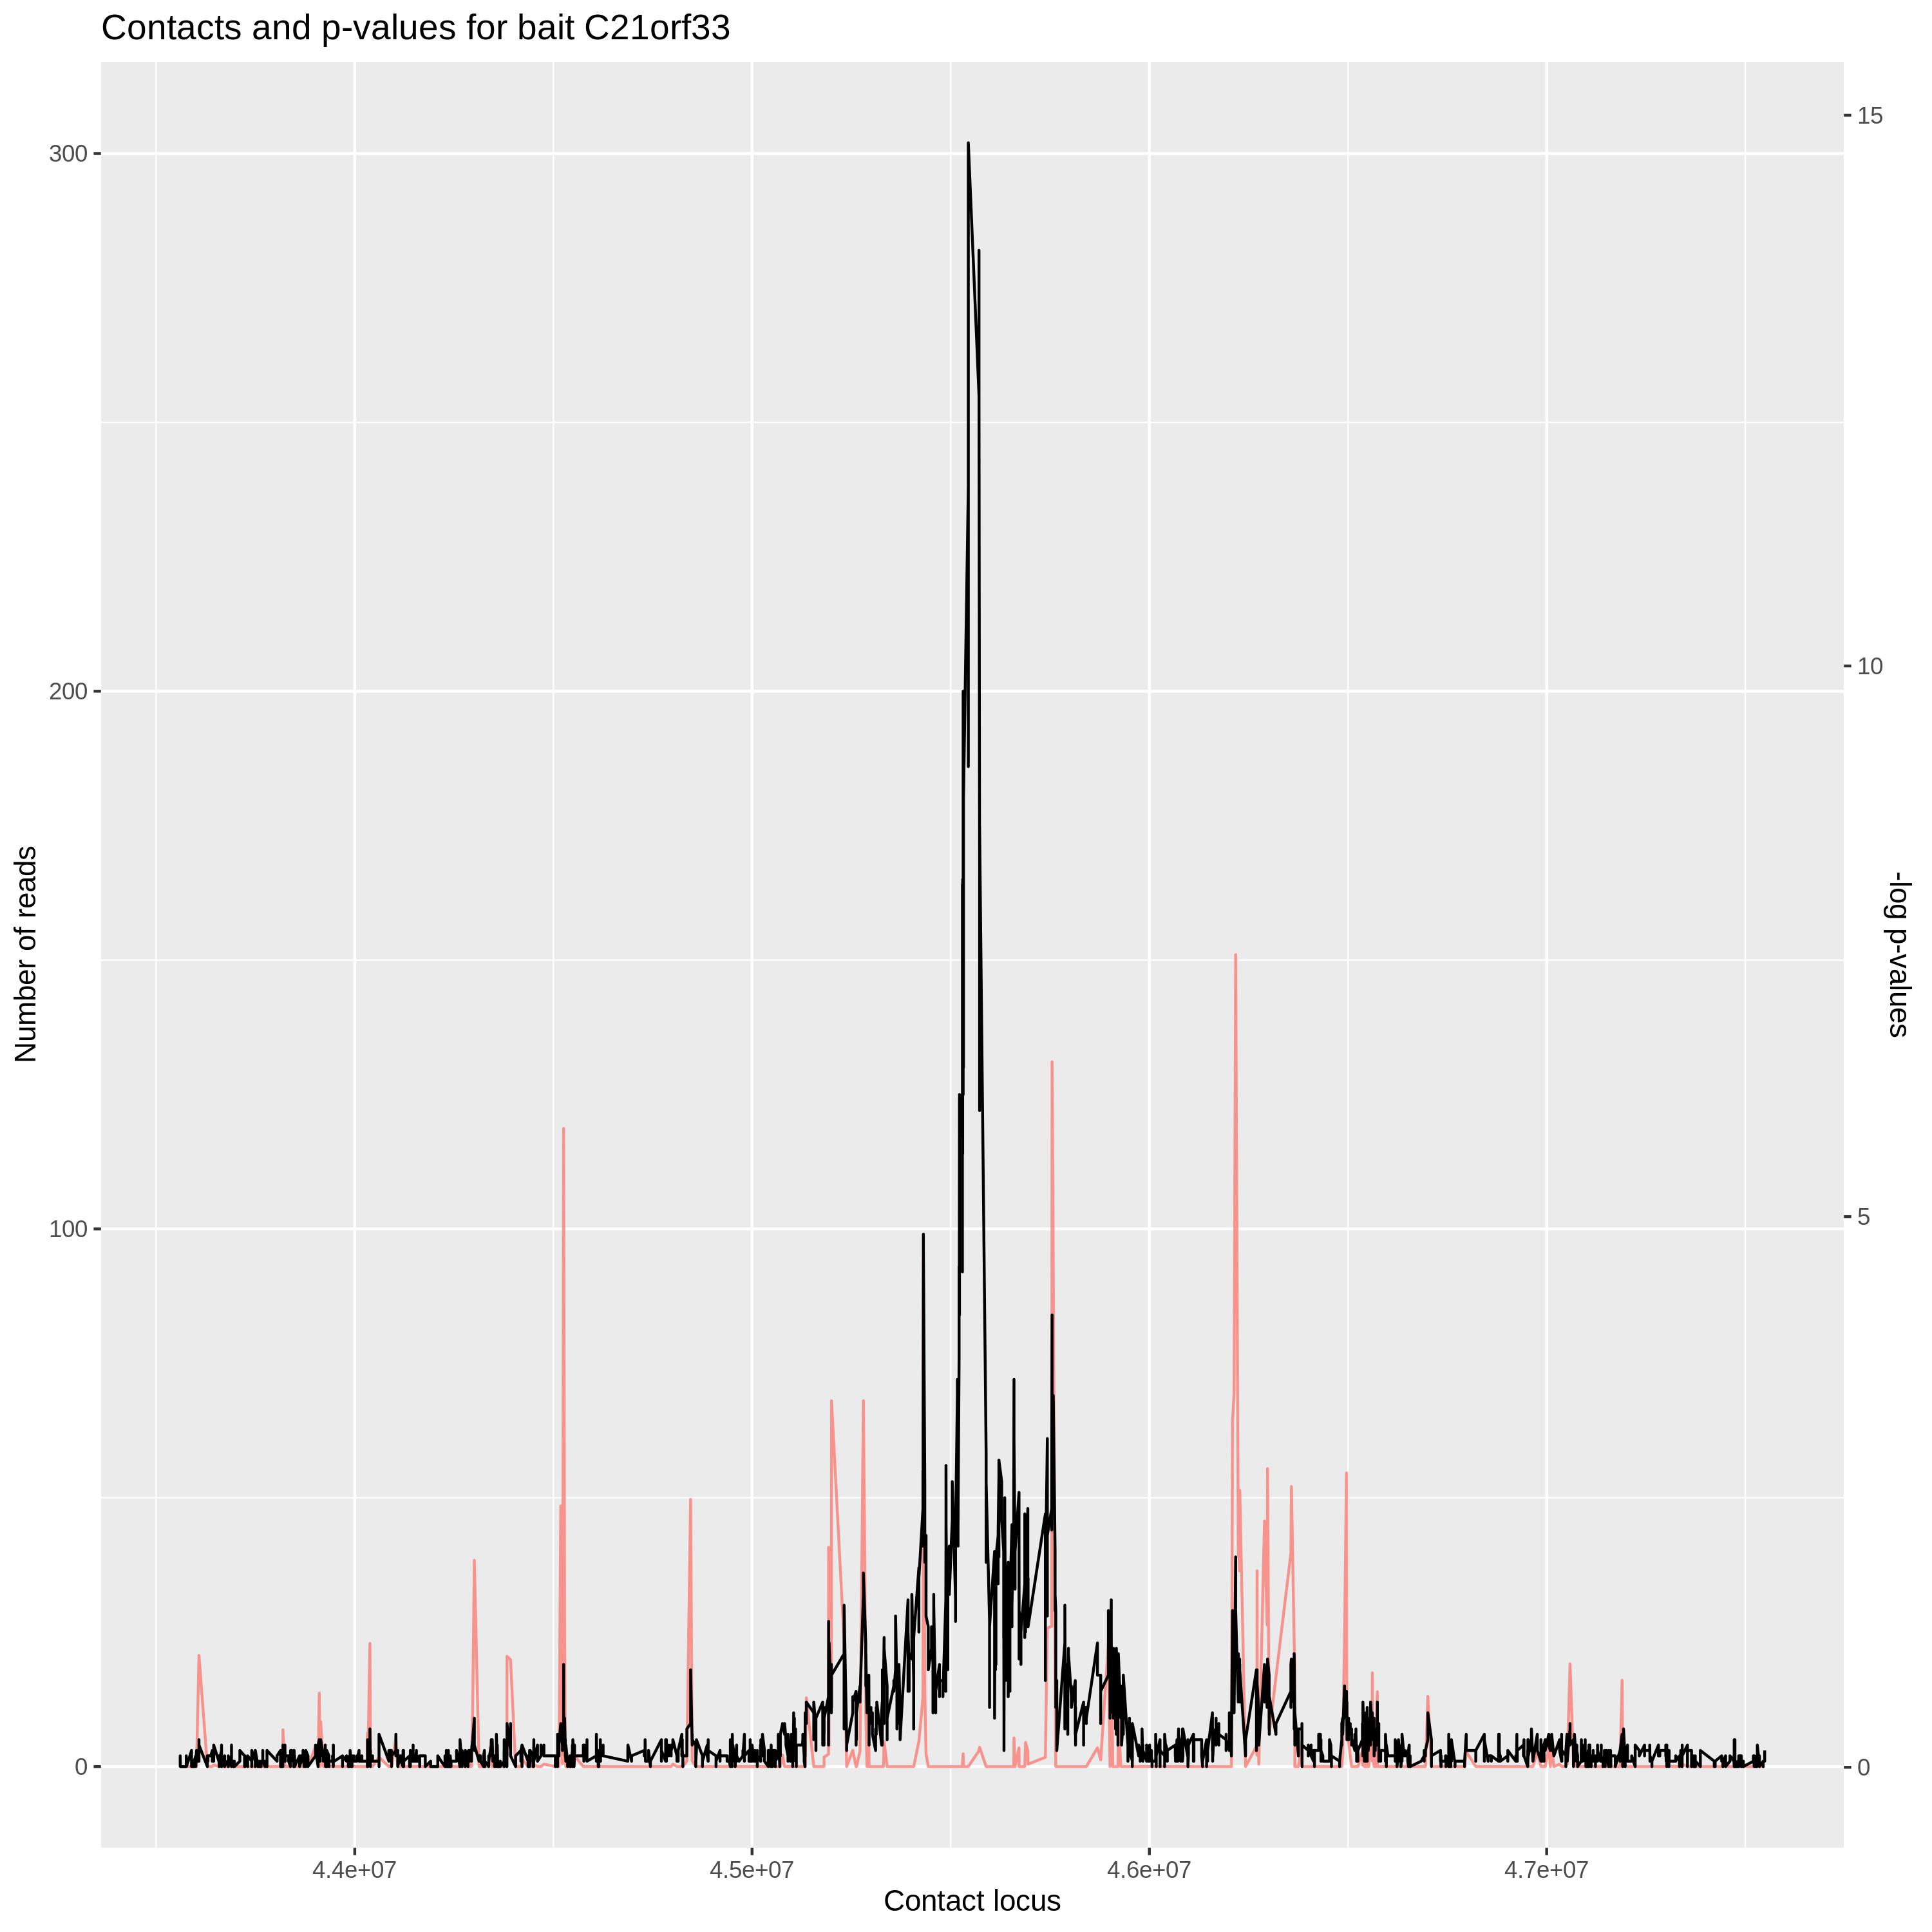 Contacts and p-values for bait C21orf33
300
200
100
0
Number of reads
15
10
5
0
-log p-values
4.4e+07 4.5e+07 4.6e+07 4.7e+07
Contact locus